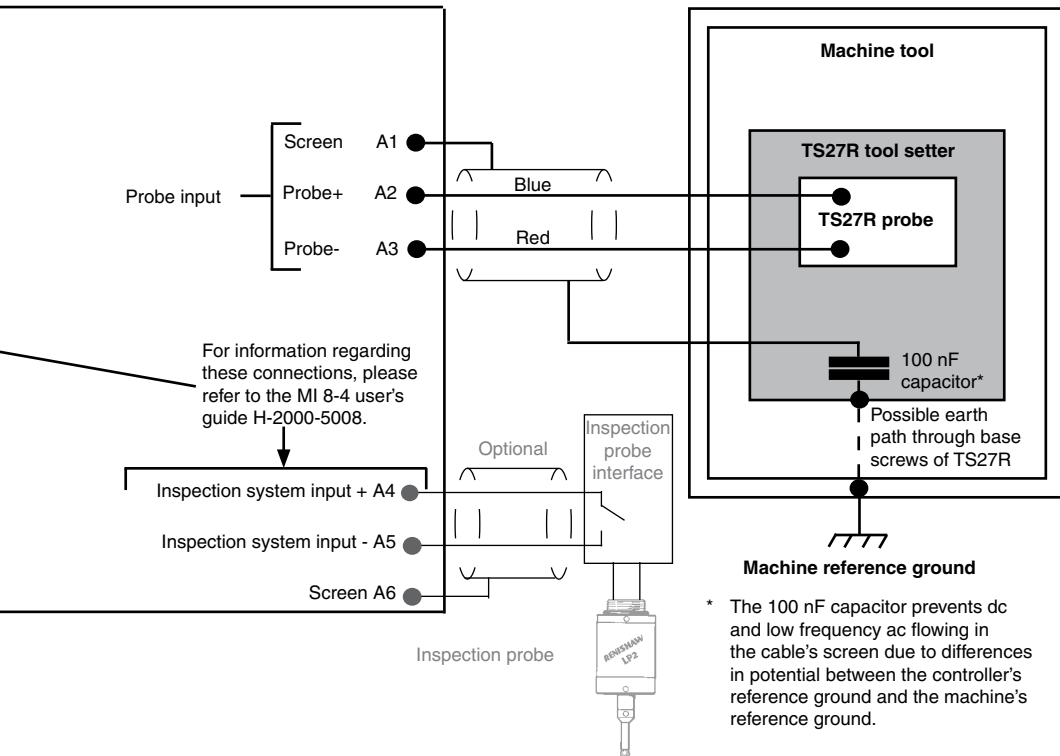 Machine tool
TS27R tool setter
TS27R probe
Probe input
Screen A1
Probe+ A2
Probe- A3
Blue
Red
100 nF
capacitor*
Possible earth
path through base
screws of TS27R
For information regarding
these connections, please
refer to the MI 8-4 user's
guide H-2000-5008.
Inspection system input + A4
Inspection system input - A5
Screen A6
Optional
Inspection
probe
interface
Inspection probe
RENISHAW
LP2
Machine reference ground
* The 100 nF capacitor prevents dc
and low frequency ac flowing in
the cable's screen due to differences
in potential between the controller's
reference ground and the machine's
reference ground.